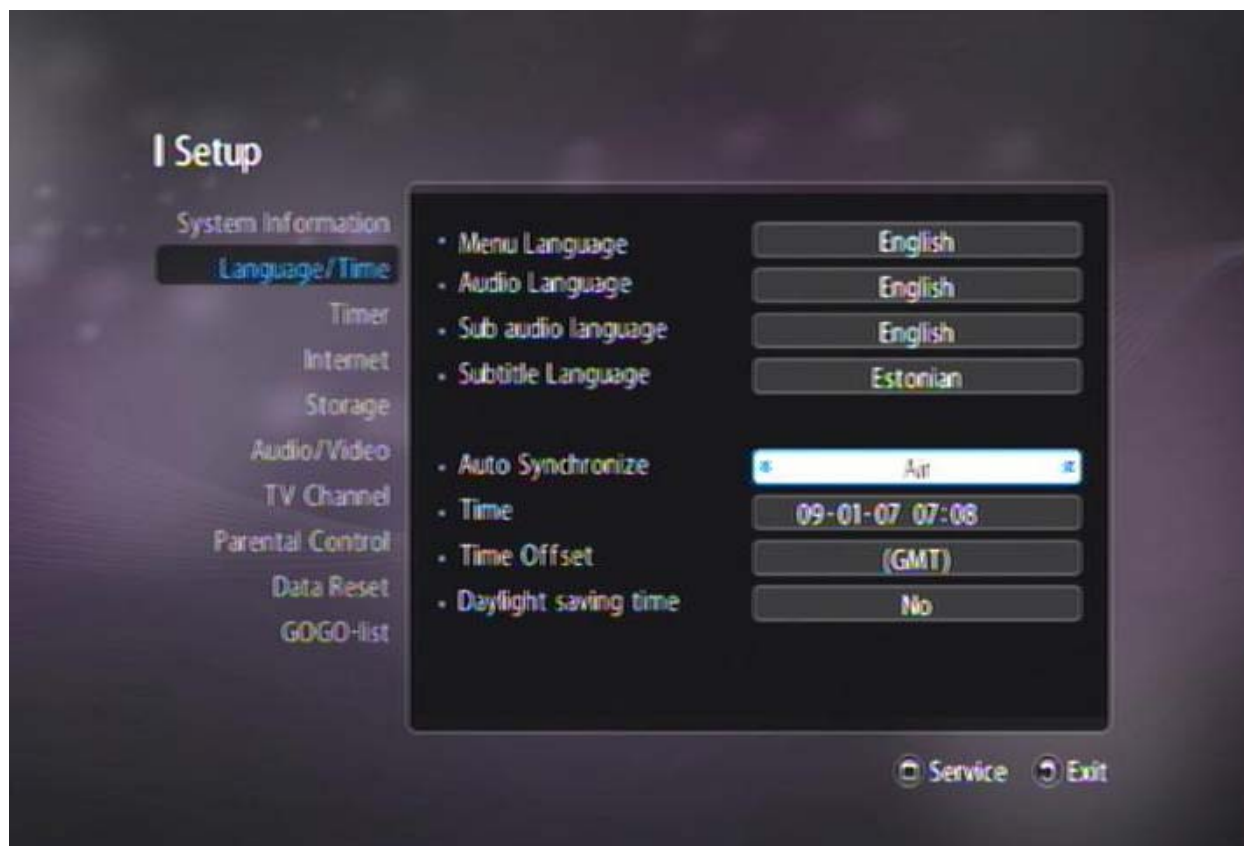 Setup
System Information
Language/Time
Timer
Internet
Storage
Audio/Video
TV Channel
Parental Control
Data Reset
GOGO-list
Menu Language English
Audio Language English
Sub audio language English
Subtitle Language Estonian
Auto Synchronize
Time 09-01-07 07:08
Time Offset (GMT)
Daylight saving time No
Service Exit